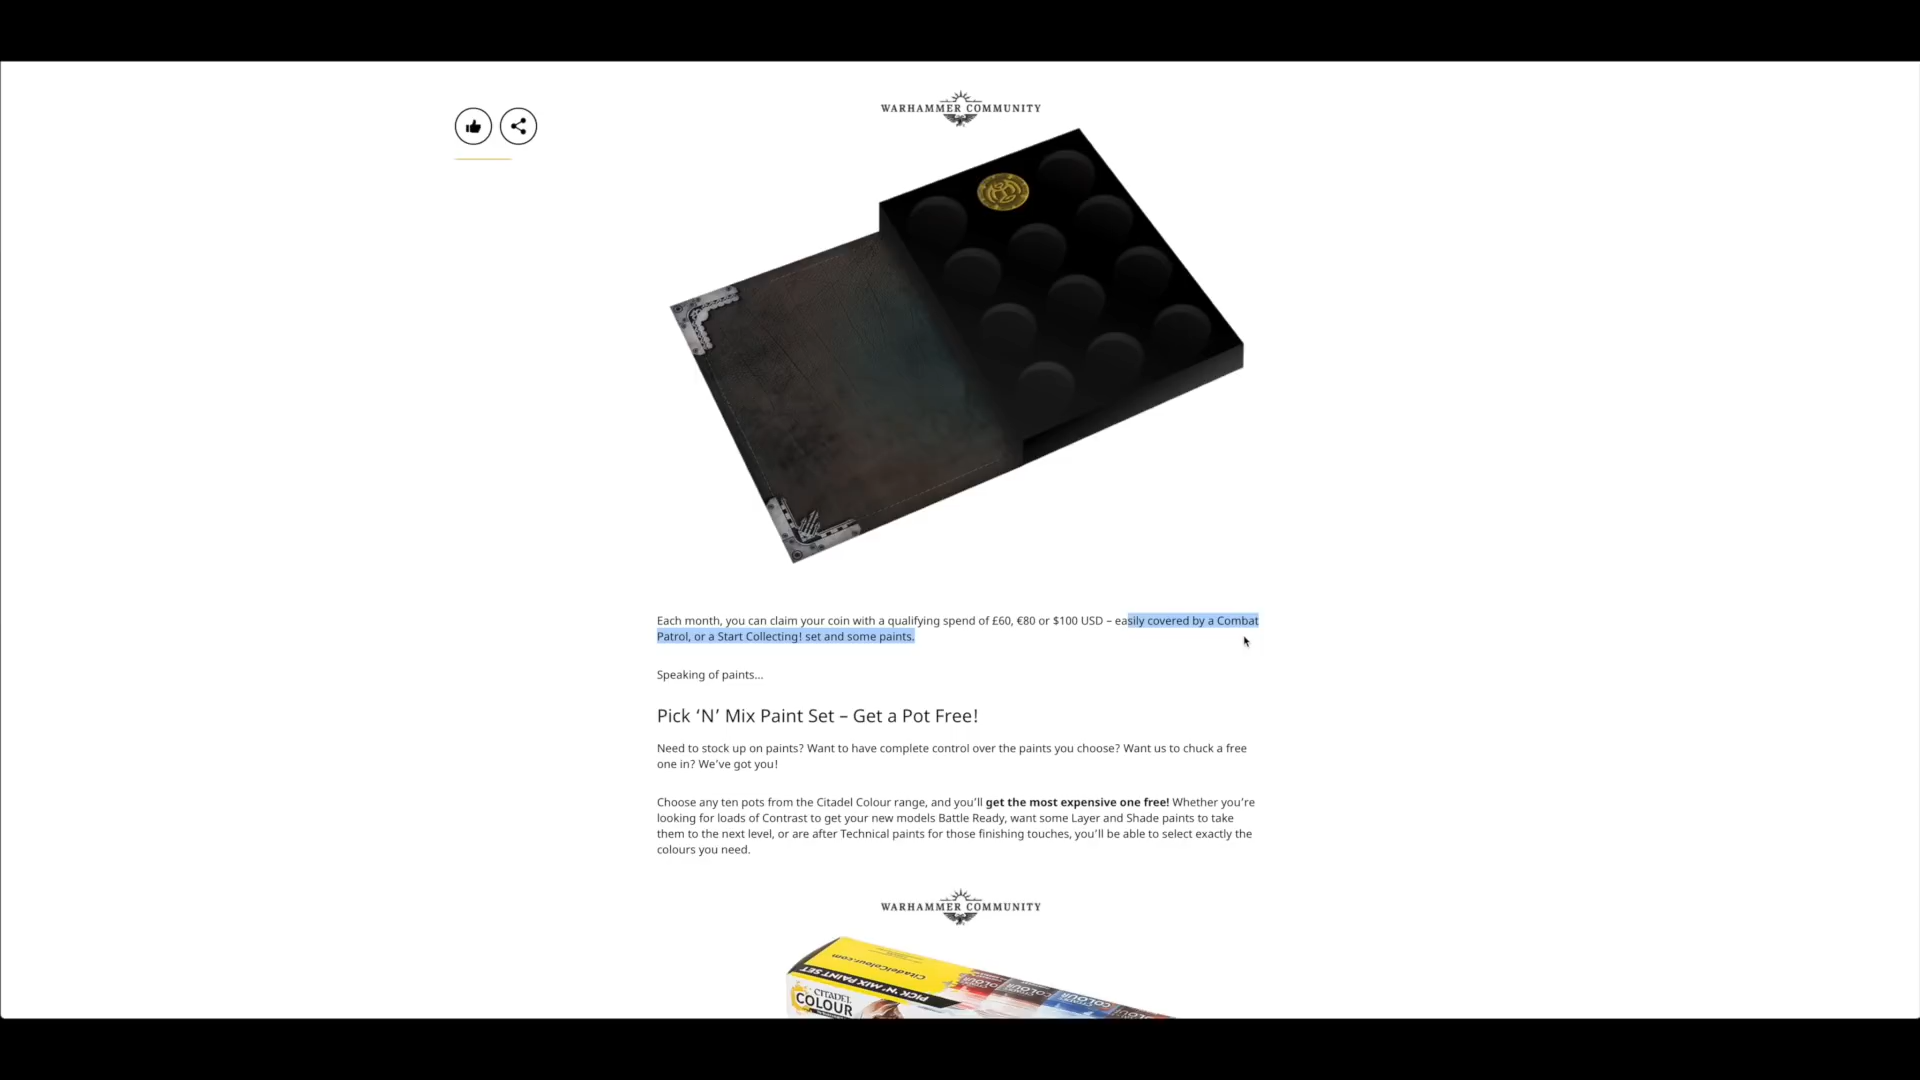 WARHAMMER COMMUNITY
Each month, you can claim your coin with a qualifying spend of £60, €80 or $100 USD – easily covered by a Combat
Patrol, or a Start Collecting! set and some paints.
Speaking of paints…
Pick ‘N’ Mix Paint Set – Get a Pot Free!
Need to stock up on paints? Want to have complete control over the paints you choose? Want us to chuck a free
one in? We’ve got you!
Choose any ten pots from the Citadel Colour range, and you’ll get the most expensive one free! Whether you’re
looking for loads of Contrast to get your new models Battle Ready, want some Layer and Shade paints to take
them to the next level, or are after Technical paints for those finishing touches, you’ll be able to select exactly the
colours you need.
WARHAMMER COMMUNITY
CitadelColour.com
PICK ‘N’ MIX PAINT SET
CITADEL
COLOUR